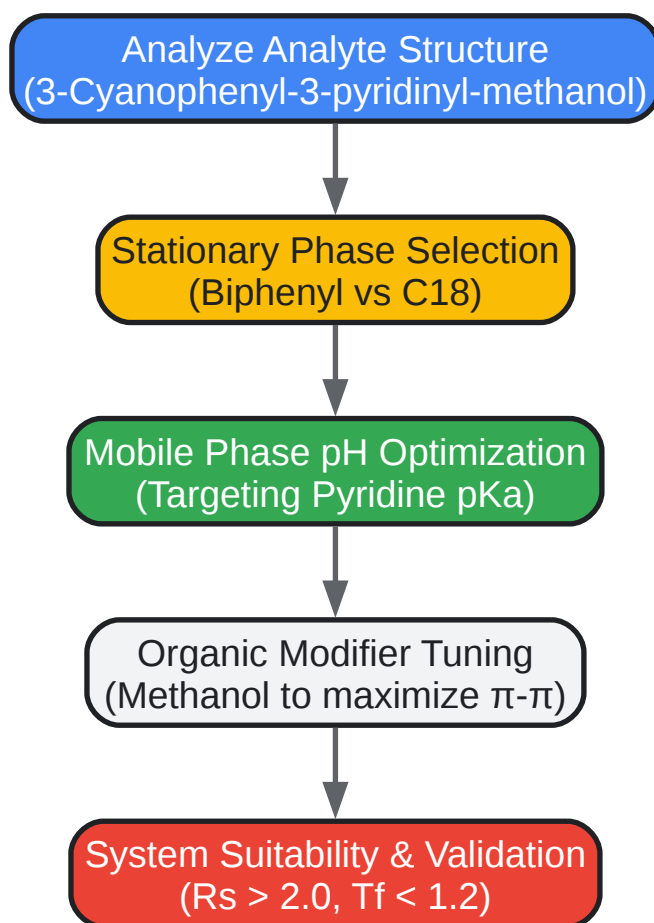 Analyze Analyte Structure
(3-Cyanophenyl-3-pyridinyl-methanol)
Stationary Phase Selection
(Biphenyl vs C18)
Mobile Phase pH Optimization
(Targeting Pyridine pKa)
Organic Modifier Tuning
(Methanol to maximize π-π)
System Suitability & Validation
(Rs > 2.0, Tf < 1.2)